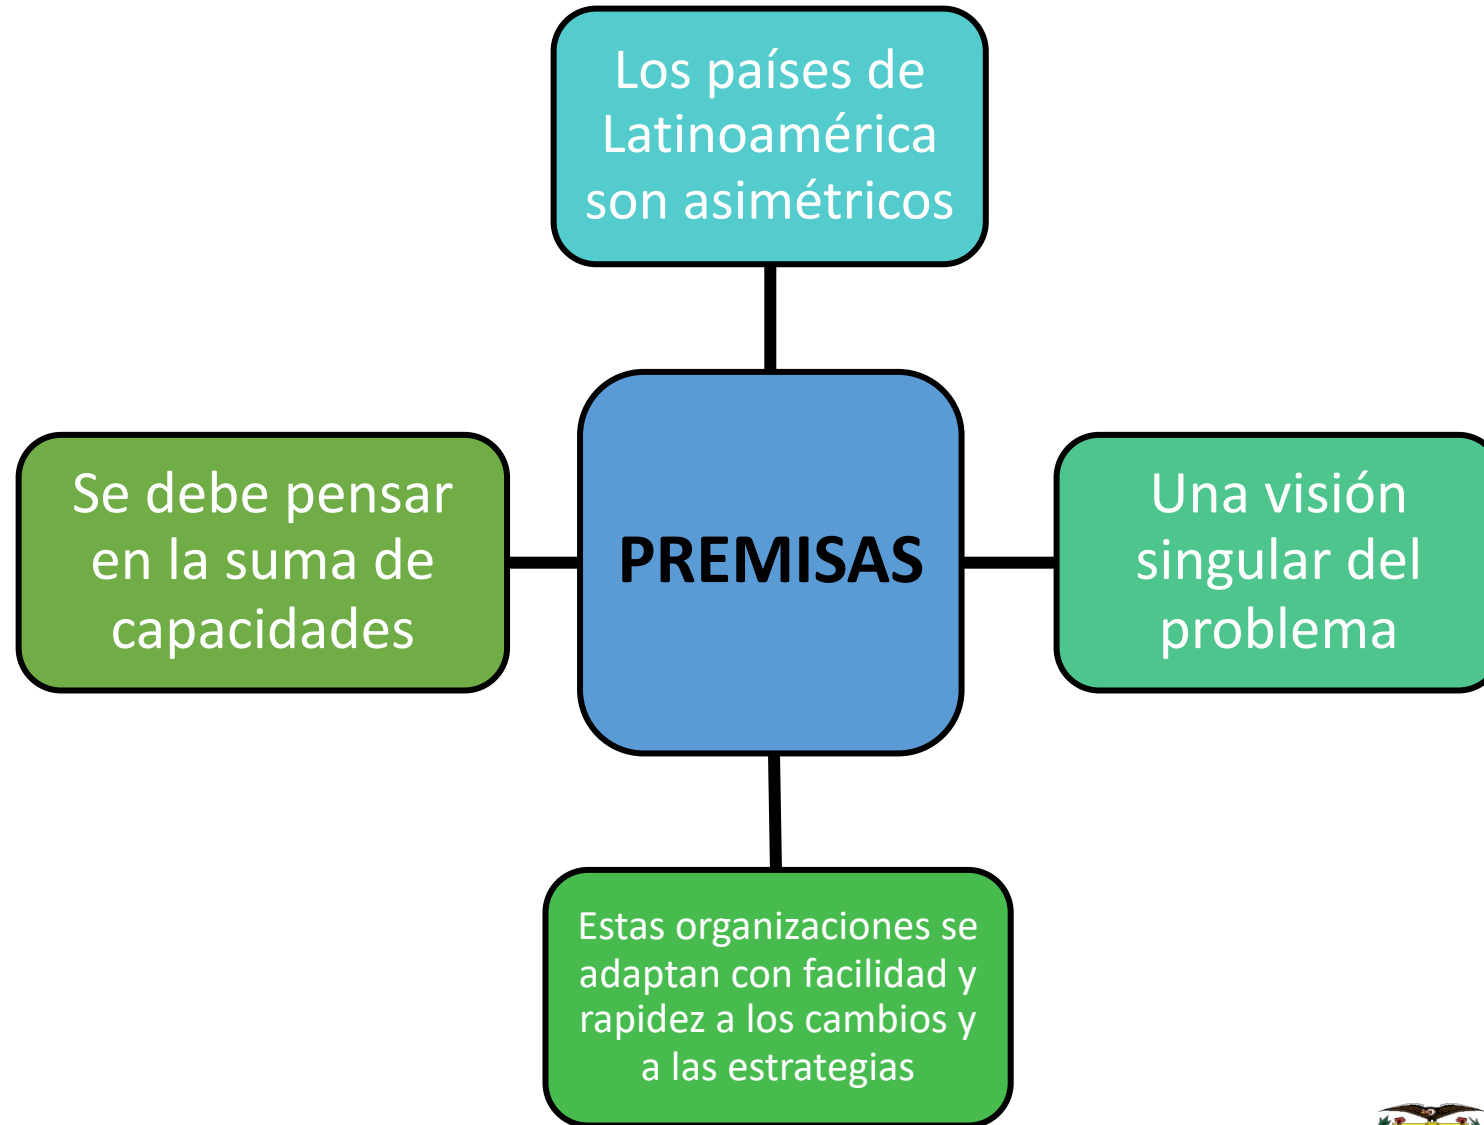 Los países de
Latinoamérica
son asimétricos
Se debe pensar
en la suma de
capacidades
PREMISAS
Una visión
singular del
problema
Estas organizaciones se
adaptan con facilidad y
rapidez a los cambios y
a las estrategias